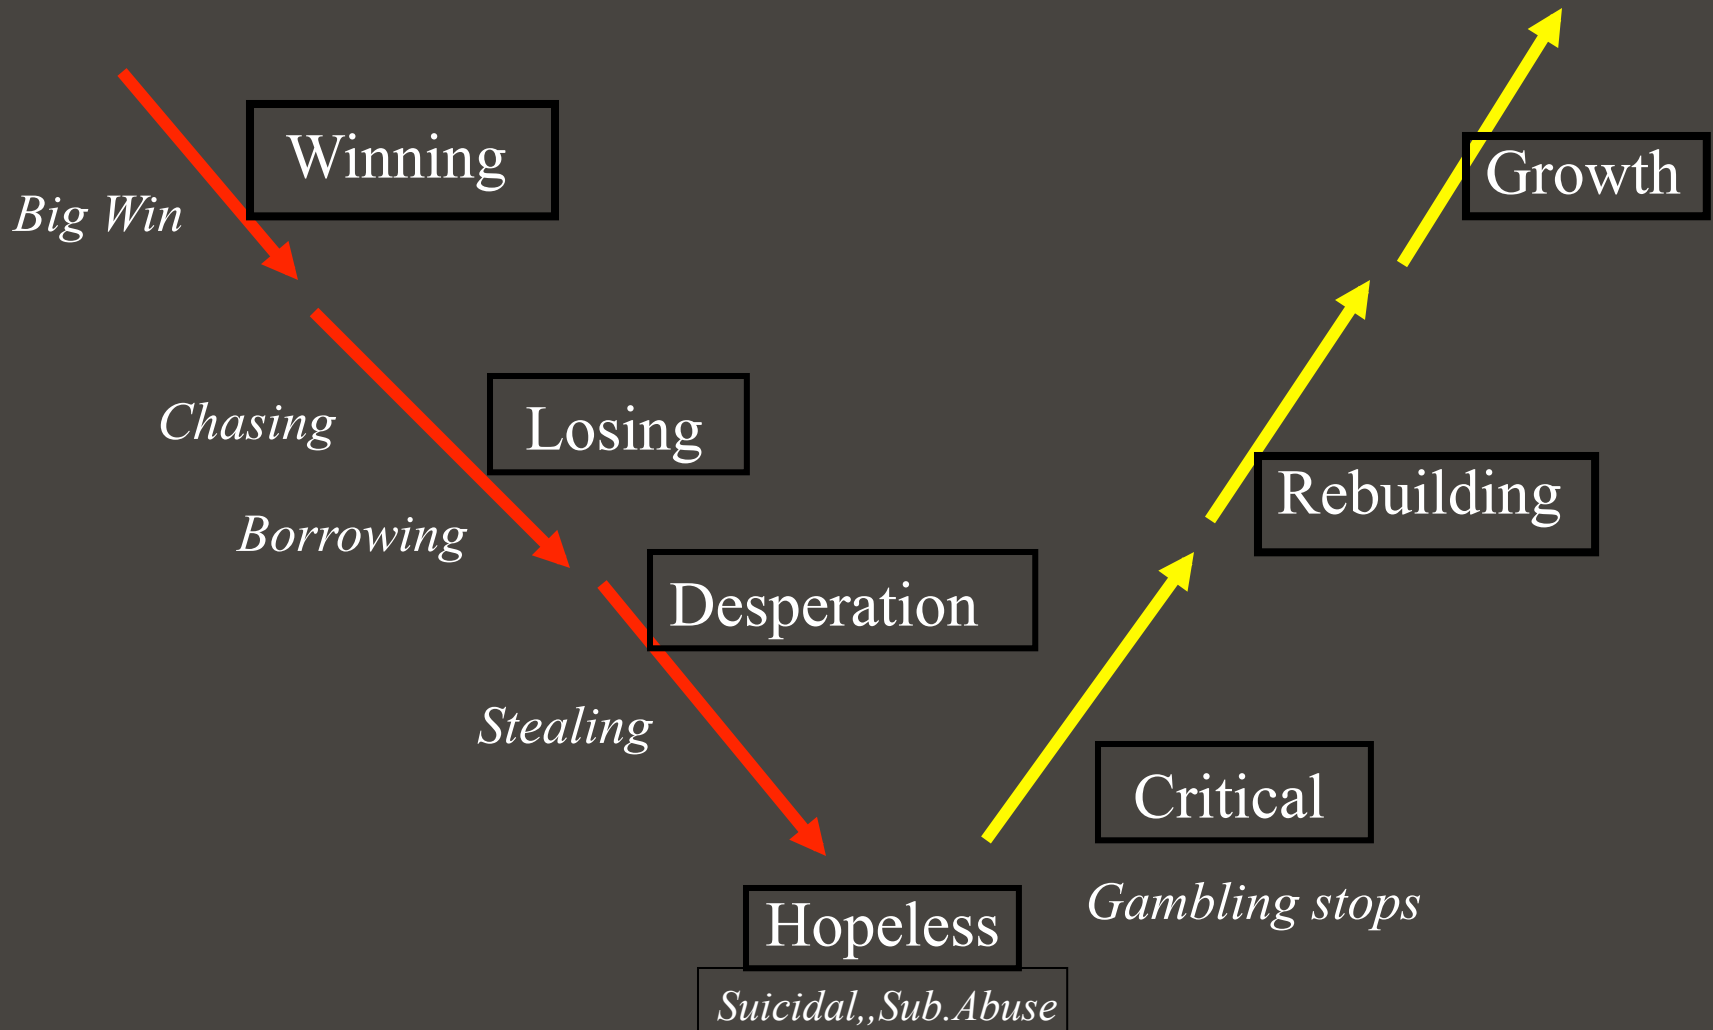 Winning
Big Win
Growth
Chasing
Losing
Borrowing
Rebuilding
Desperation
Stealing
Critical
Gambling stops
Hopeless
Suicidal,,Sub.Abuse